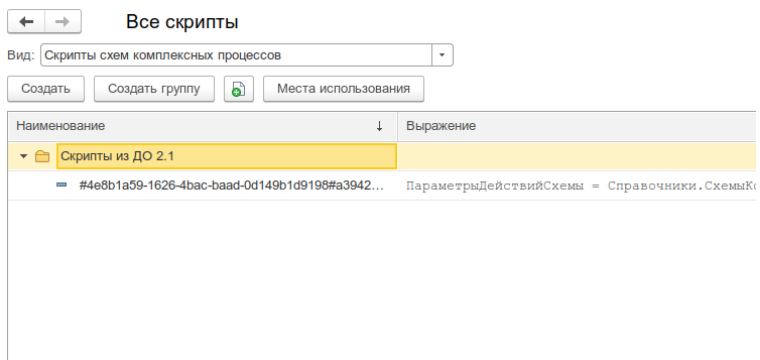 Все скрипты
Вид: Скрипты схем комплексных процессов
Создать Создать группу Места использования
Наименование ↓ Выражение
Скрипты из ДО 2.1
#4e8b1a59-1626-4bac-baad-0d149b1d9198#a3942... ПараметрыДействийСхемы = Справочники.СхемыКо